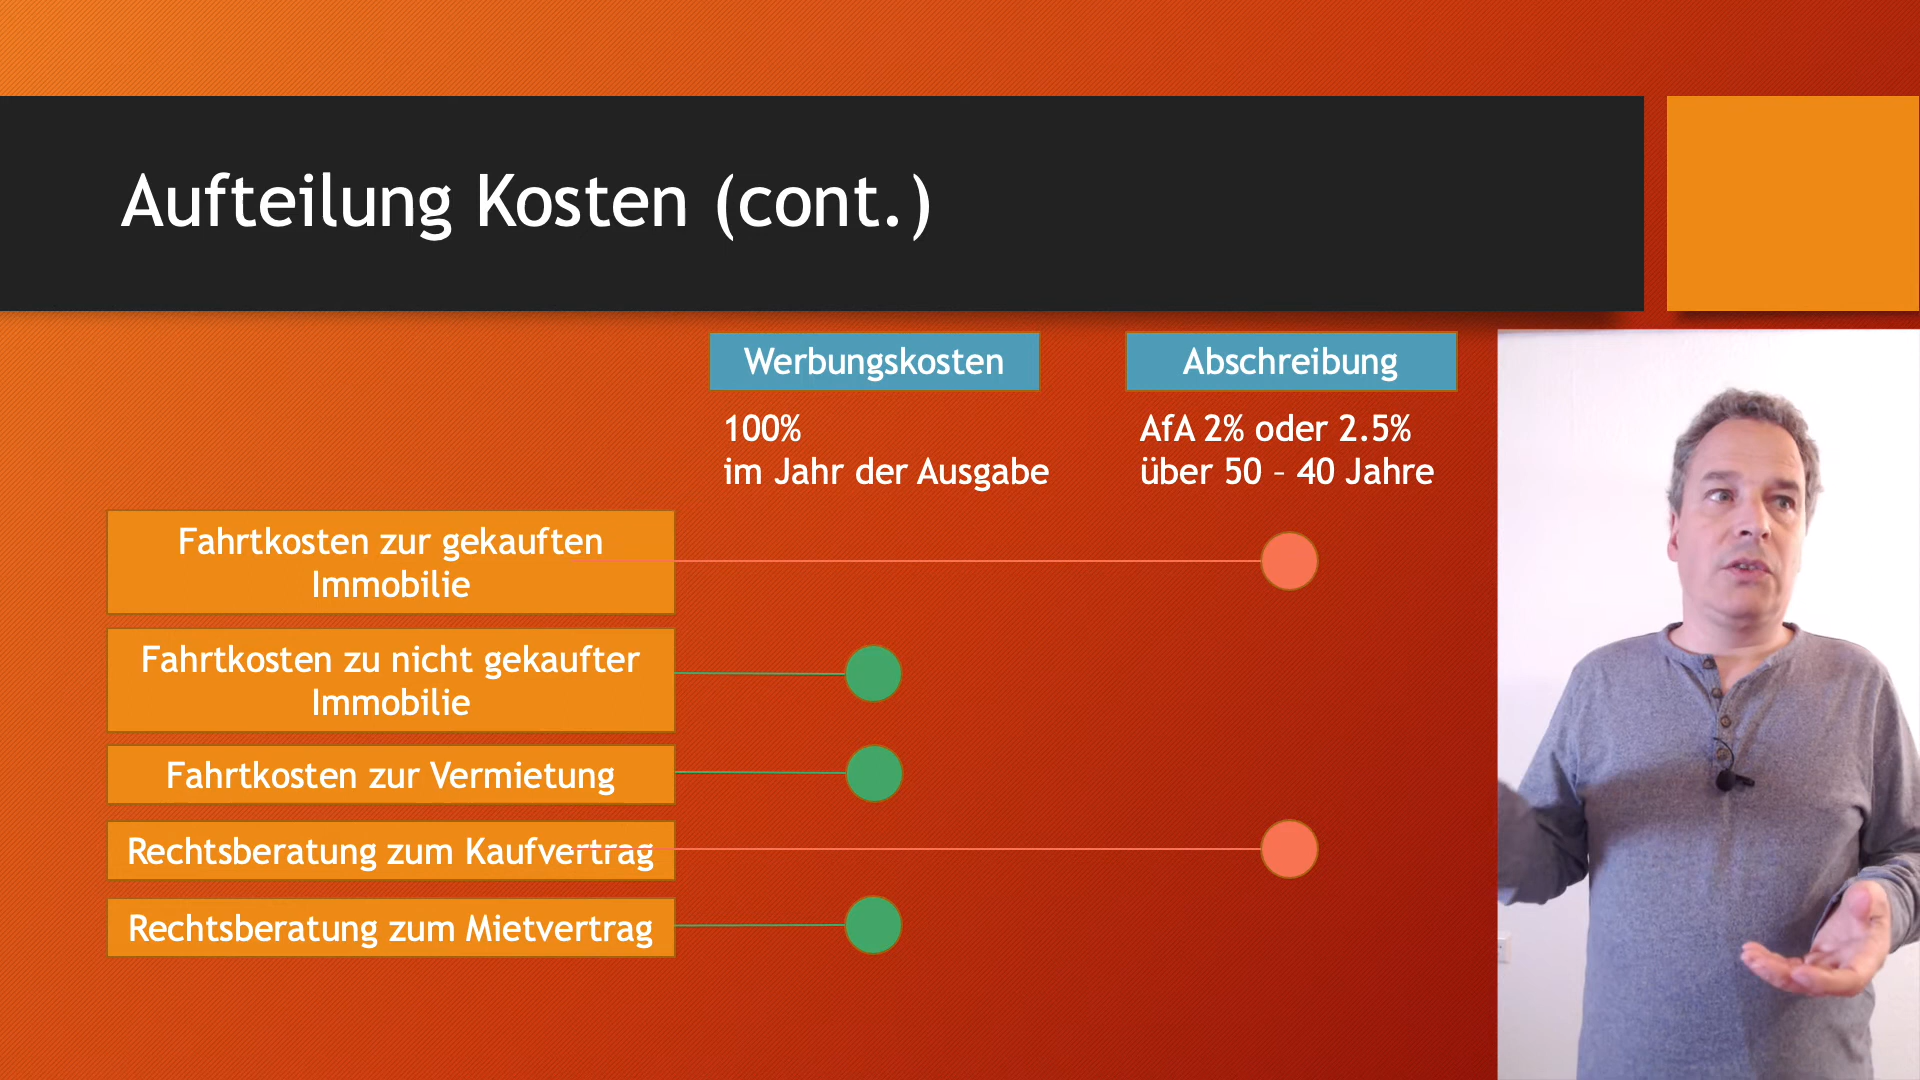 Aufteilung Kosten (cont.)
Werbungskosten
Abschreibung
100%
im Jahr der Ausgabe
AfA 2% oder 2.5%
über 50 – 40 Jahre
Fahrtkosten zur gekauften
Immobilie
Fahrtkosten zu nicht gekaufter
Immobilie
Fahrtkosten zur Vermietung
Rechtsberatung zum Kaufvertrag
Rechtsberatung zum Mietvertrag